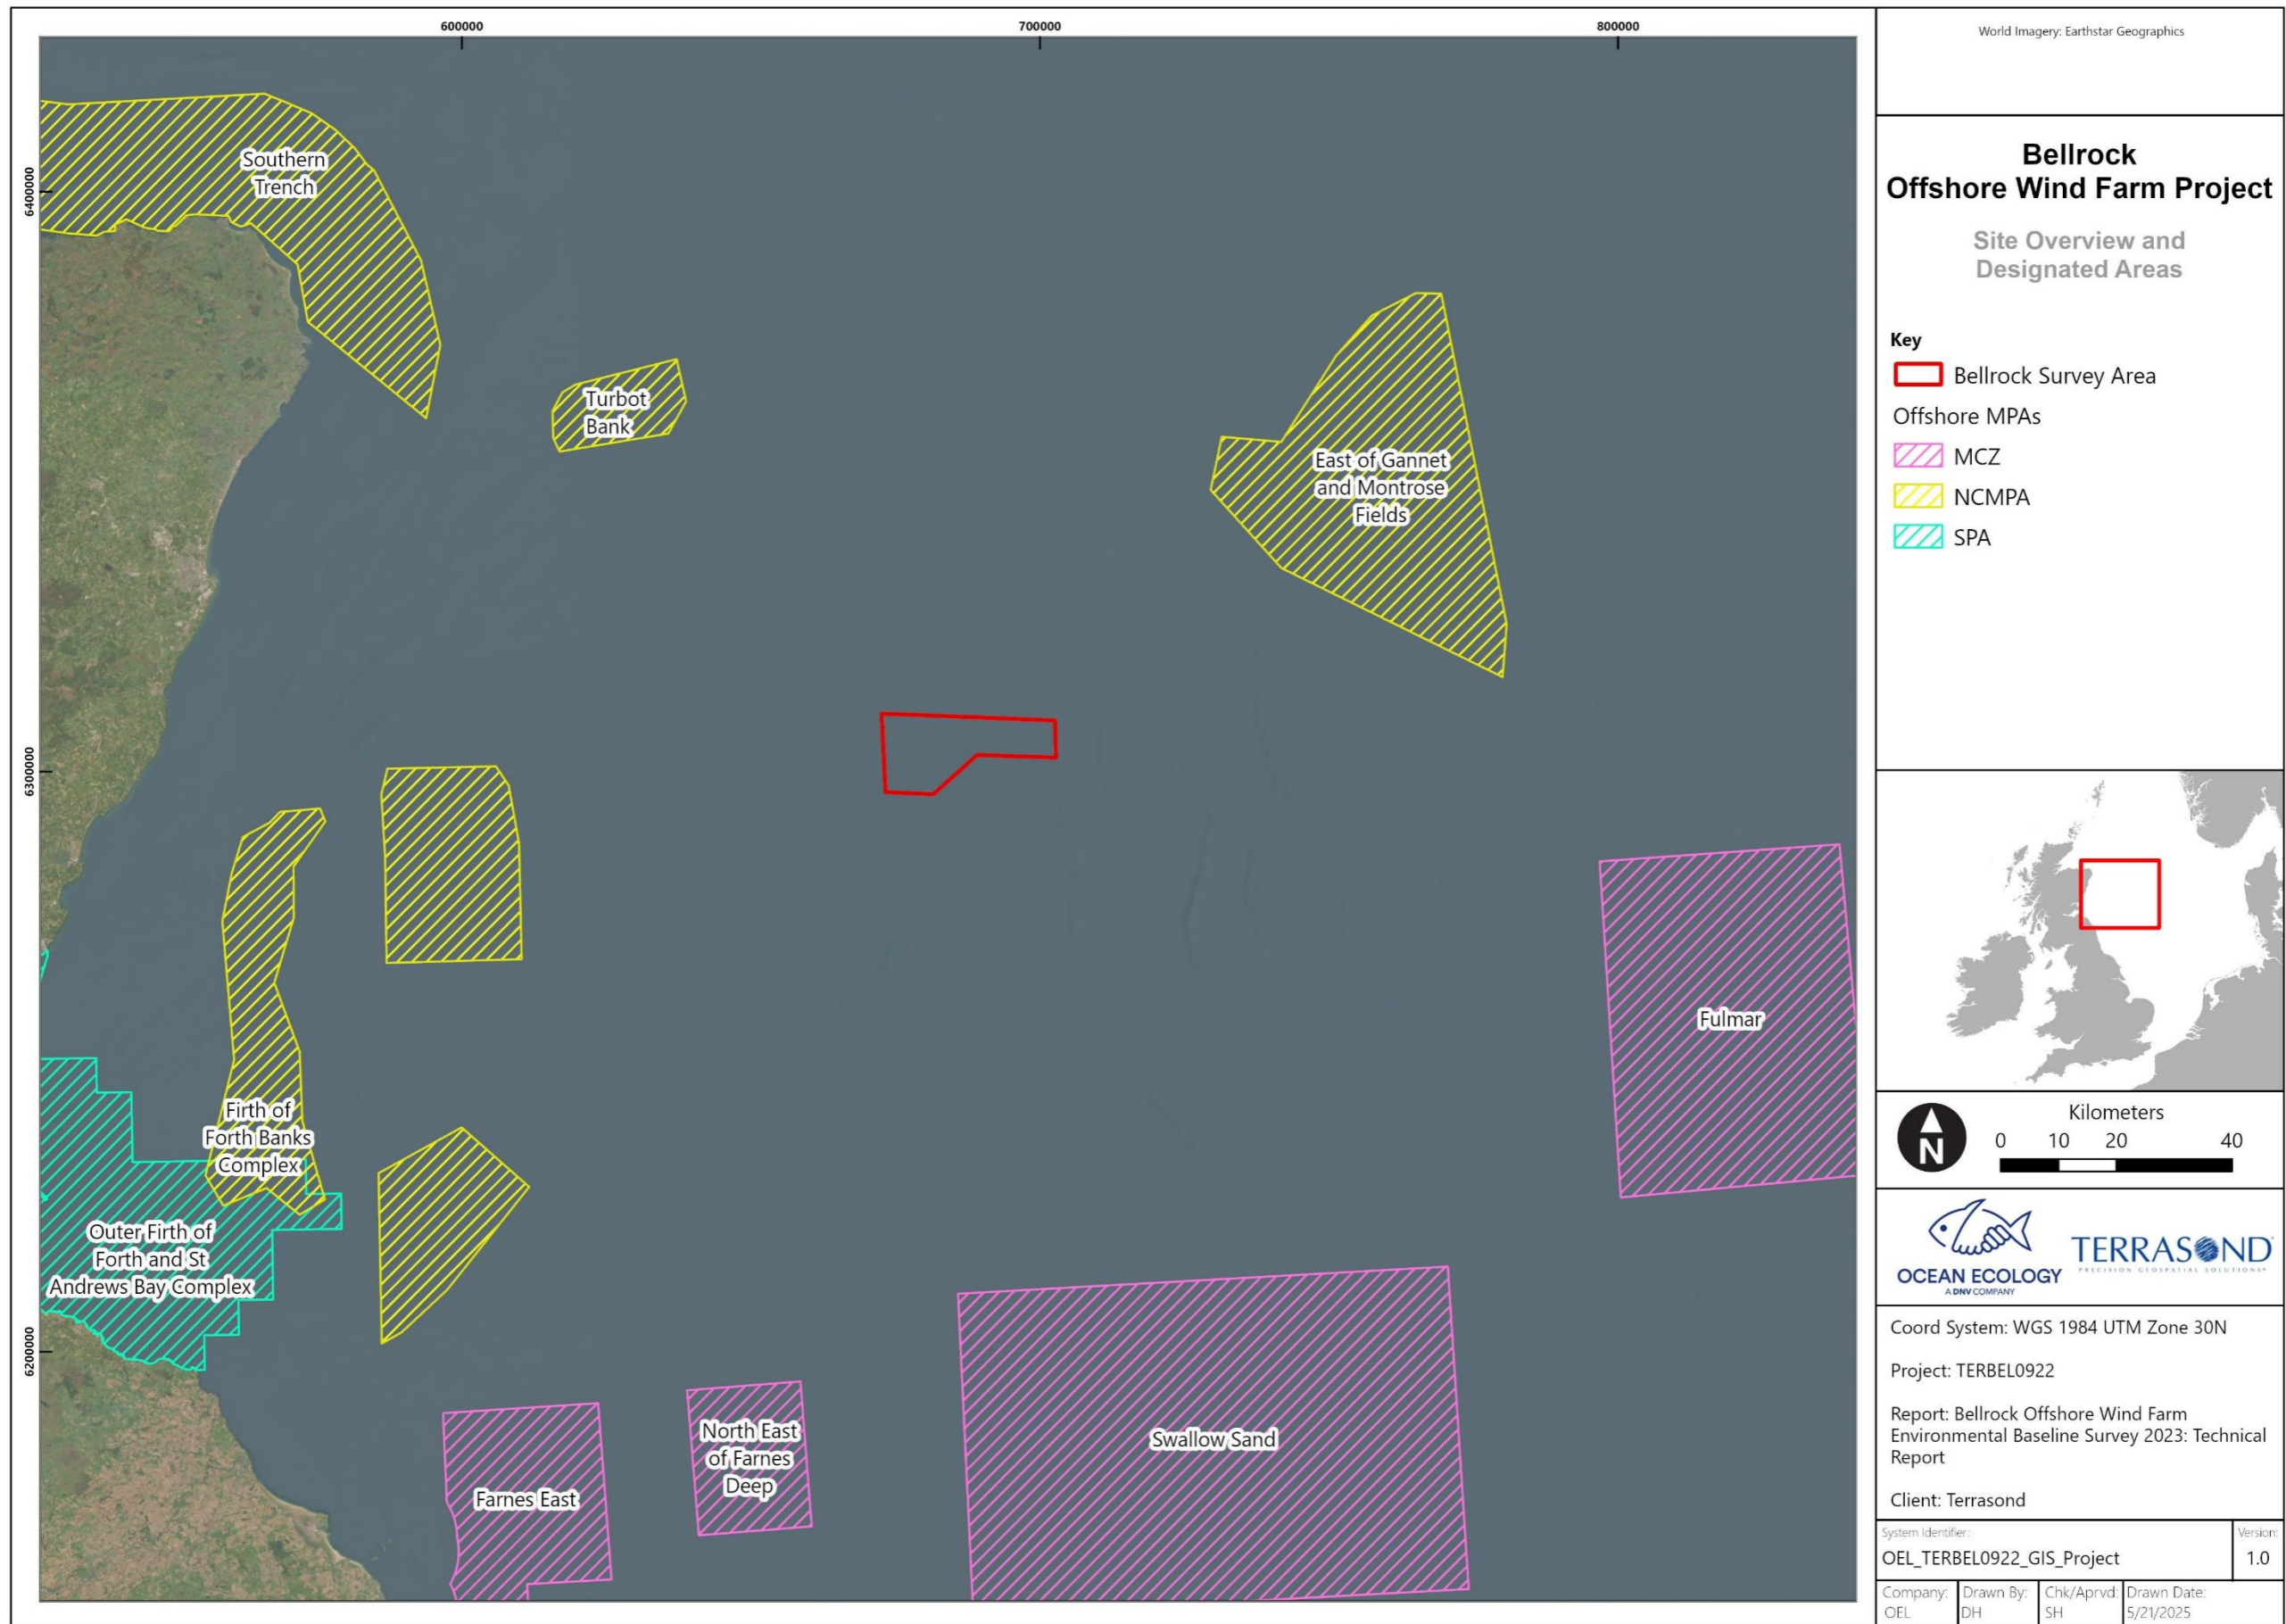 600000
700000
800000
6400000
6300000
6200000
Southern
Trench
Turbot
Bank
East of Gannet
and Montrose
Fields
Firth of
Forth Banks
Complex
Outer Firth of
Forth and St
Andrews Bay Complex
Fulmar
Swallow Sand
North East
of Farnes
Deep
Farnes East
World Imagery: Earthstar Geographics
Bellrock
Offshore Wind Farm Project
Site Overview and
Designated Areas
Key
Bellrock Survey Area
Offshore MPAs
MCZ
NCMPA
SPA
N
Kilometers
0 10 20 40
OCEAN ECOLOGY
A DNV COMPANY
TERRASOND
PRECISION GEOSPATIAL SOLUTIONS®
Coord System: WGS 1984 UTM Zone 30N
Project: TERBEL0922
Report: Bellrock Offshore Wind Farm
Environmental Baseline Survey 2023: Technical
Report
Client: Terrasond
System Identifier:
OEL_TERBEL0922_GIS_Project
Version:
1.0
Company:
OEL
Drawn By:
DH
Chk/Aprvd:
SH
Drawn Date:
5/21/2025